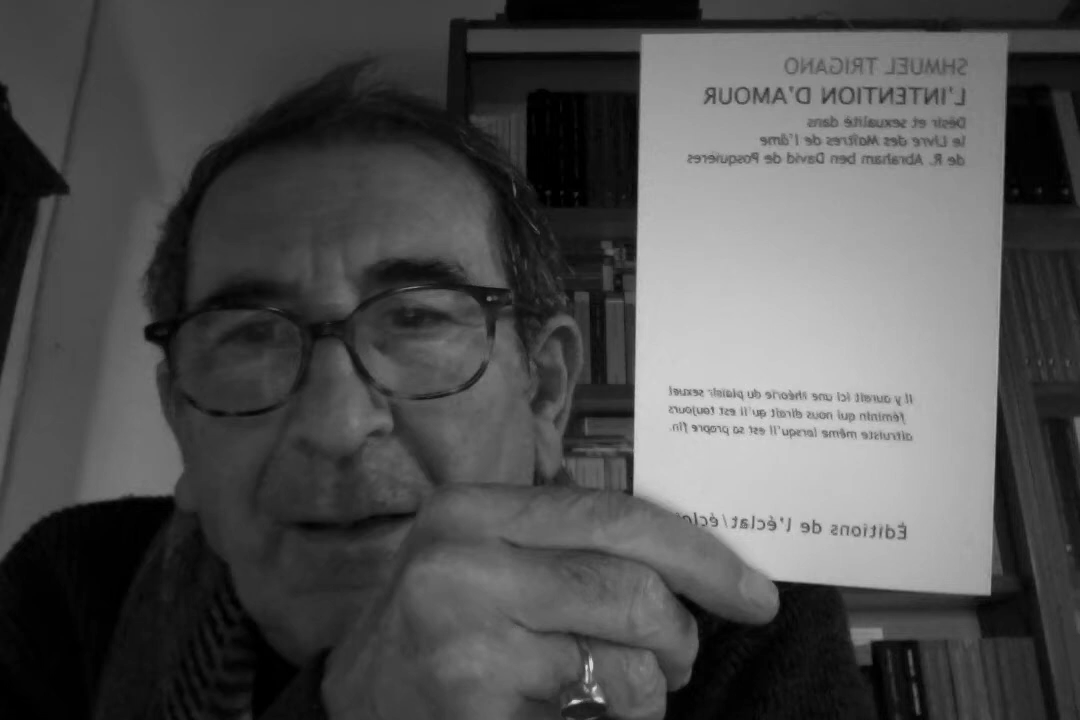 SHMUEL TRIGANO
L'INTENTION D'AMOUR
Désir et sexualité dans
le Livre des Maîtres de l'âme
de R. Abraham ben David de Posquières
Il y aurait ici une théorie du plaisir sexuel
féminin qui nous dirait qu'il est toujours
altruiste même lorsqu'il est sa propre fin.
Éditions de l'éclat/